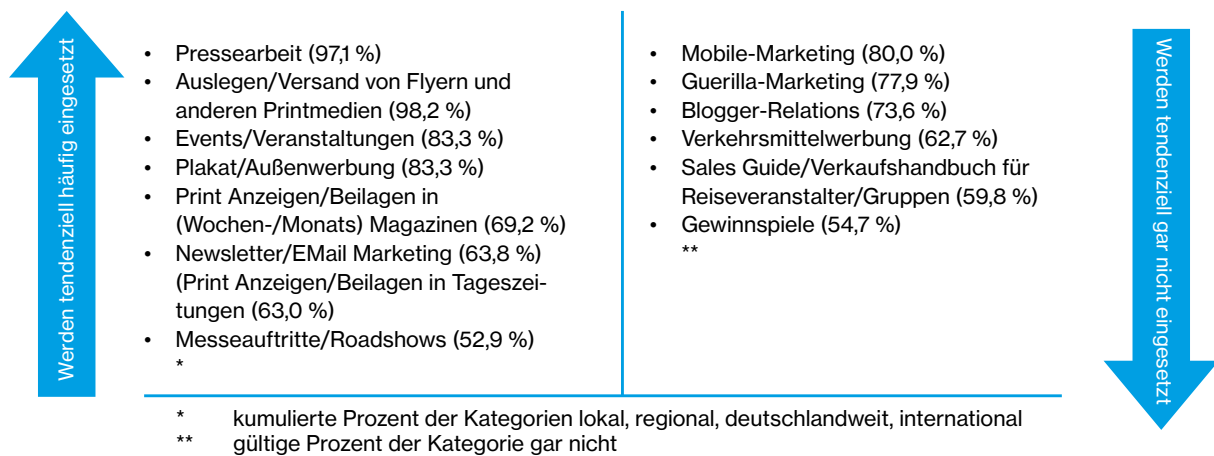 Werden tendenziell häufig eingesetzt
• Pressearbeit (97,1 %)
• Auslegen/Versand von Flyern und
anderen Printmedien (98,2 %)
• Events/Veranstaltungen (83,3 %)
• Plakat/Außenwerbung (83,3 %)
• Print Anzeigen/Beilagen in
(Wochen-/Monats) Magazinen (69,2 %)
• Newsletter/EMail Marketing (63,8 %)
(Print Anzeigen/Beilagen in Tageszei-
tungen (63,0 %)
• Messeauftritte/Roadshows (52,9 %)
*
• Mobile-Marketing (80,0 %)
• Guerilla-Marketing (77,9 %)
• Blogger-Relations (73,6 %)
• Verkehrsmittelwerbung (62,7 %)
• Sales Guide/Verkaufshandbuch für
Reiseveranstalter/Gruppen (59,8 %)
• Gewinnspiele (54,7 %)
**
Werden tendenziell gar nicht eingesetzt
* kumulierte Prozent der Kategorien lokal, regional, deutschlandweit, international
** gültige Prozent der Kategorie gar nicht